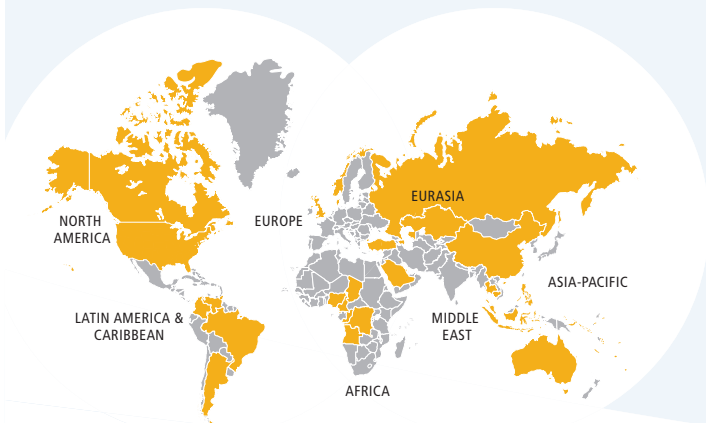 EURASIA
NORTH
AMERICA
EUROPE
ASIA-PACIFIC
LATIN AMERICA &
CARIBBEAN
MIDDLE
EAST
AFRICA